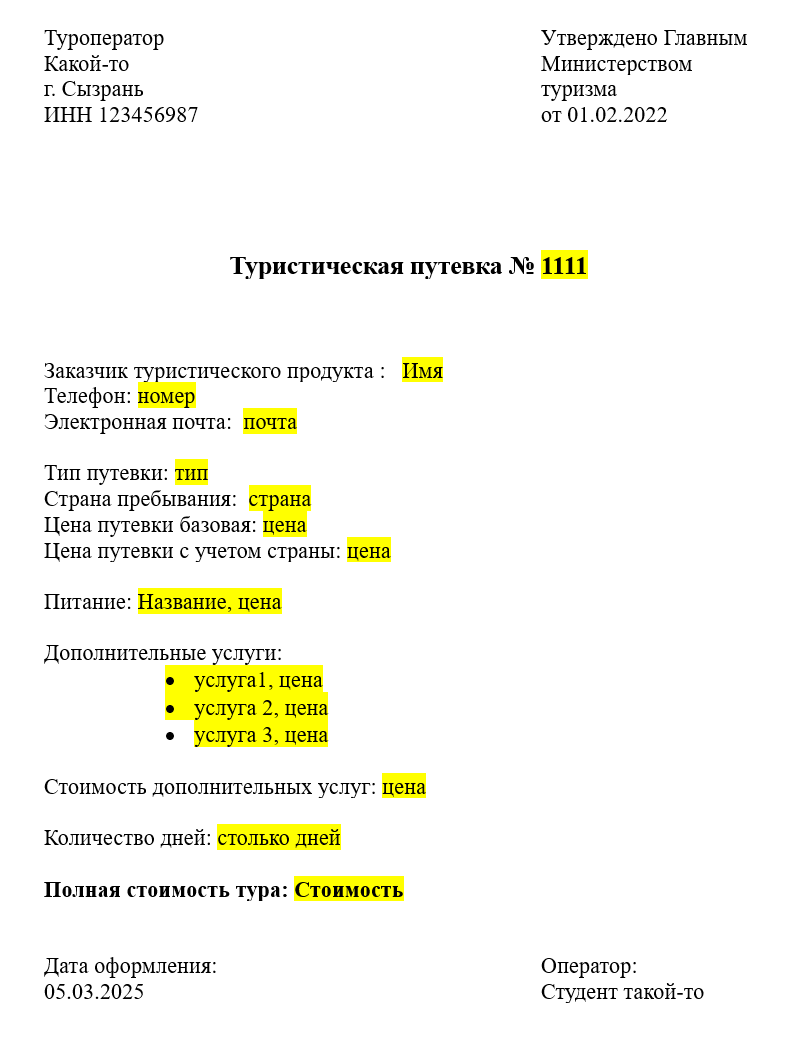 Туроператор
Какой-то
г. Сызрань
ИНН 123456987
Утверждено Главным
Министерством
туризма
от 01.02.2022
Туристическая путевка № 1111
Заказчик туристического продукта : Имя
Телефон: номер
Электронная почта: почта
Тип путевки: тип
Страна пребывания: страна
Цена путевки базовая: цена
Цена путевки с учетом страны: цена
Питание: Название, цена
Дополнительные услуги:
• услуга1, цена
• услуга 2, цена
• услуга 3, цена
Стоимость дополнительных услуг: цена
Количество дней: столько дней
Полная стоимость тура: Стоимость
Дата оформления:
05.03.2025
Оператор:
Студент такой-то